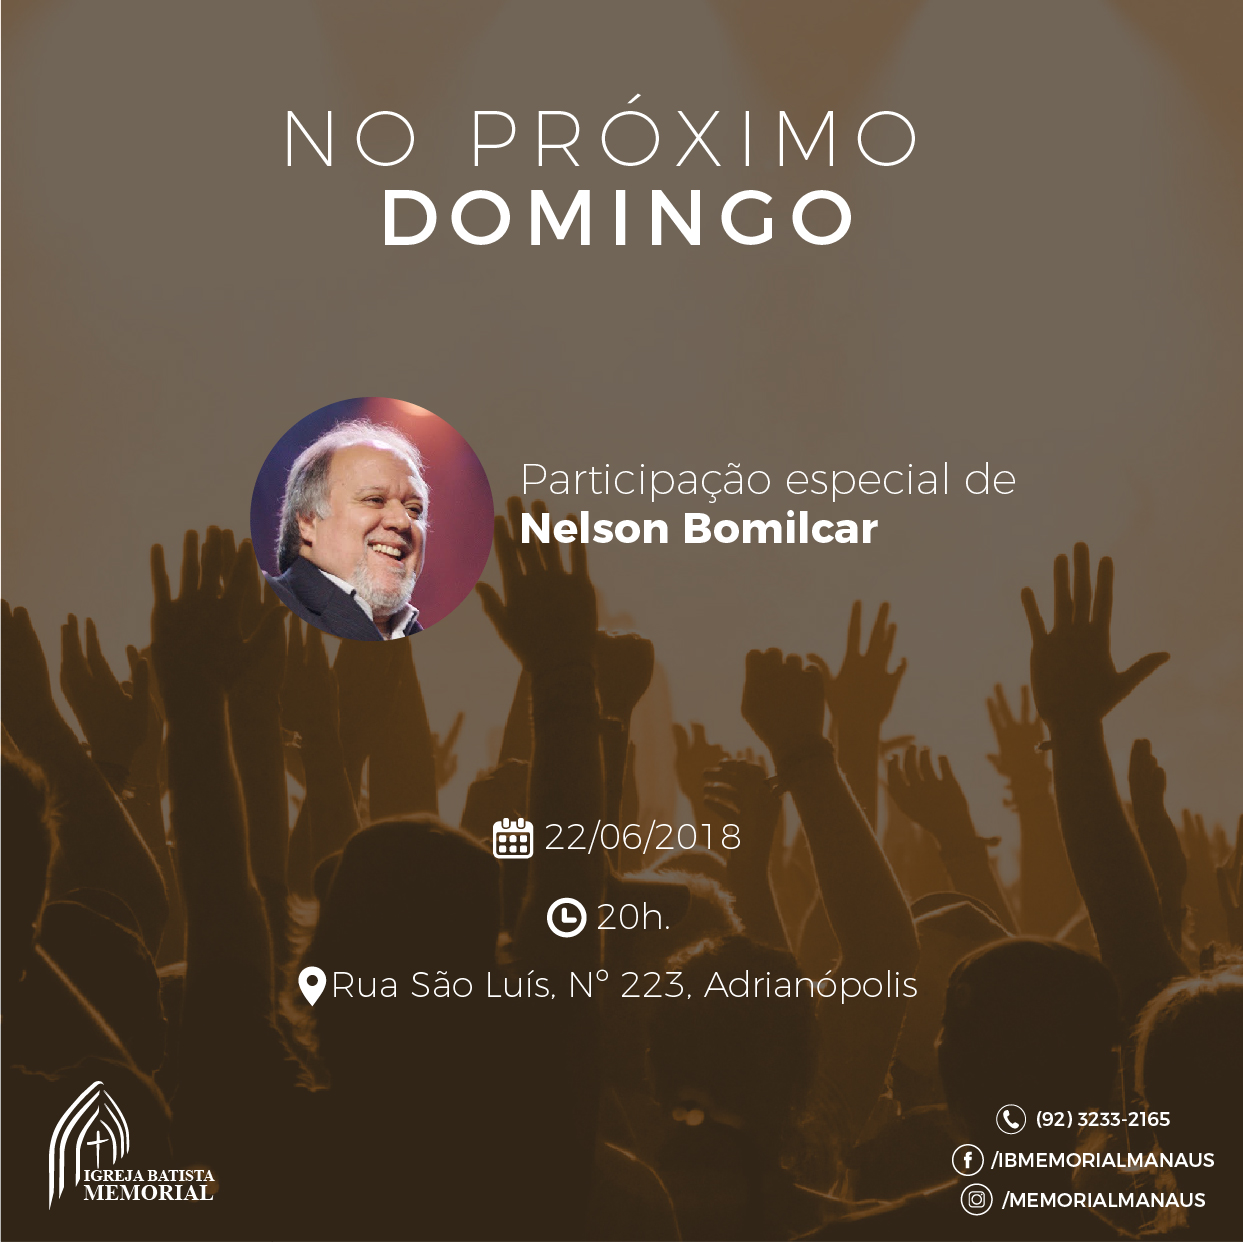 NO PRÓXIMO
DOMINGO
Participação especial de
Nelson Bomilcar
22/06/2018
20h.
Rua São Luís, Nº 223, Adrianópolis
IGREJA BATISTA
MEMORIAL
(92) 3233-2165
/IBMEMORIALMANAUS
/MEMORIALMANAUS